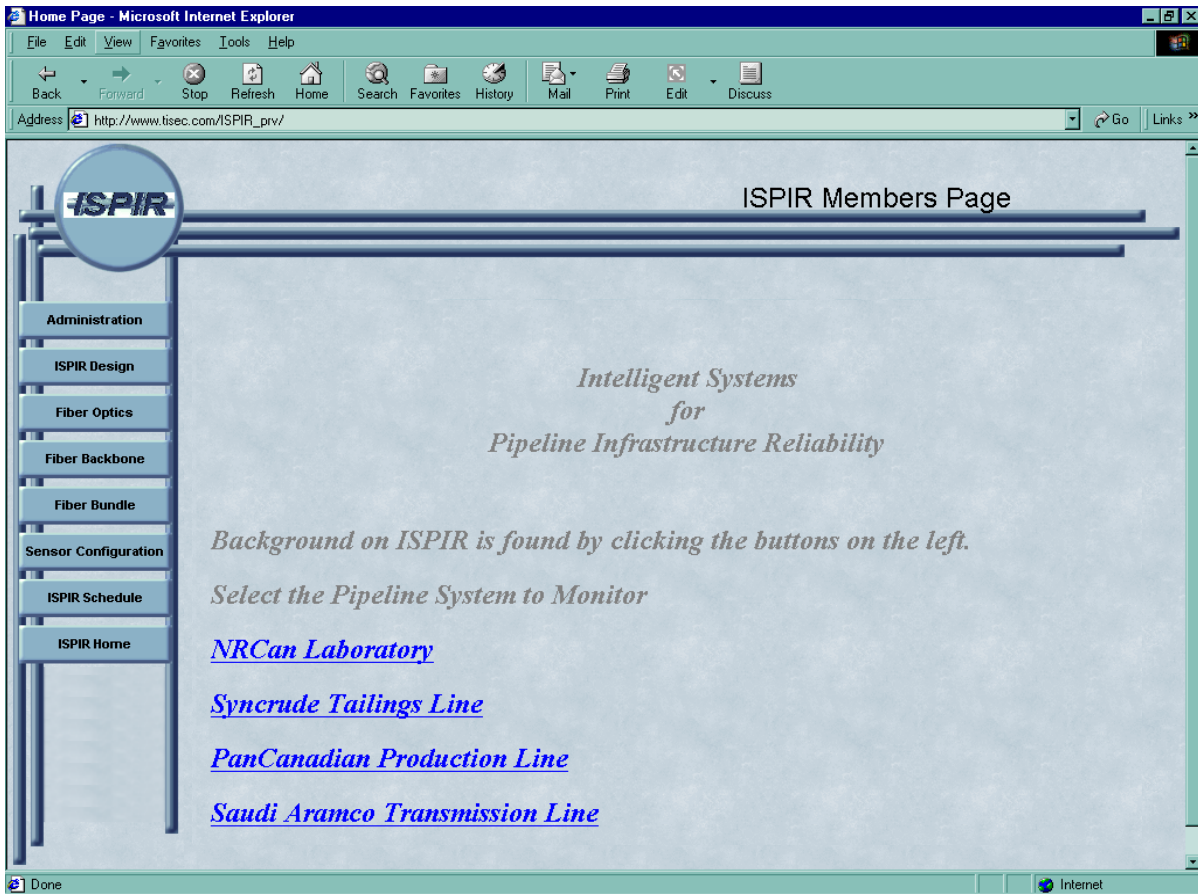 Home Page - Microsoft Internet Explorer
File Edit View Favorites Tools Help
Back Forward Stop Refresh Home Search Favorites History Mail Print Edit Discuss
Address http://www.tisec.com/ISPIR_prv/ Go Links »
ISPIR
ISPIR Members Page
Administration
ISPIR Design
Fiber Optics
Fiber Backbone
Fiber Bundle
Sensor Configuration
ISPIR Schedule
ISPIR Home
Intelligent Systems
for
Pipeline Infrastructure Reliability
Background on ISPIR is found by clicking the buttons on the left.
Select the Pipeline System to Monitor
NRCan Laboratory
Syncrude Tailings Line
PanCanadian Production Line
Saudi Aramco Transmission Line
Done Internet